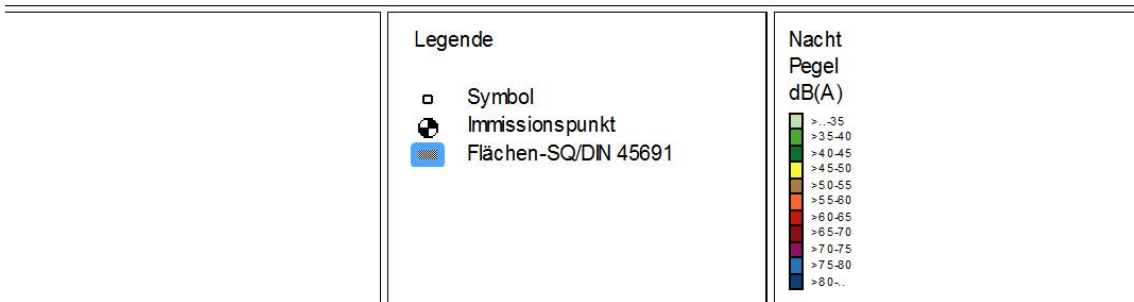 Legende
Symbol
Immissionspunkt
Flächen-SQ/DIN 45691
Nacht
Pegel
dB(A)
>..-35
>35-40
>40-45
>45-50
>50-55
>55-60
>60-65
>65-70
>70-75
>75-80
>80-..